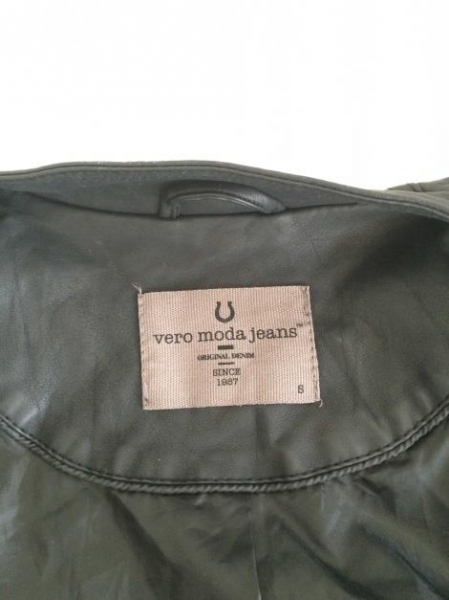 vero moda jeans™
ORIGINAL DENIM
SINCE
1987
S